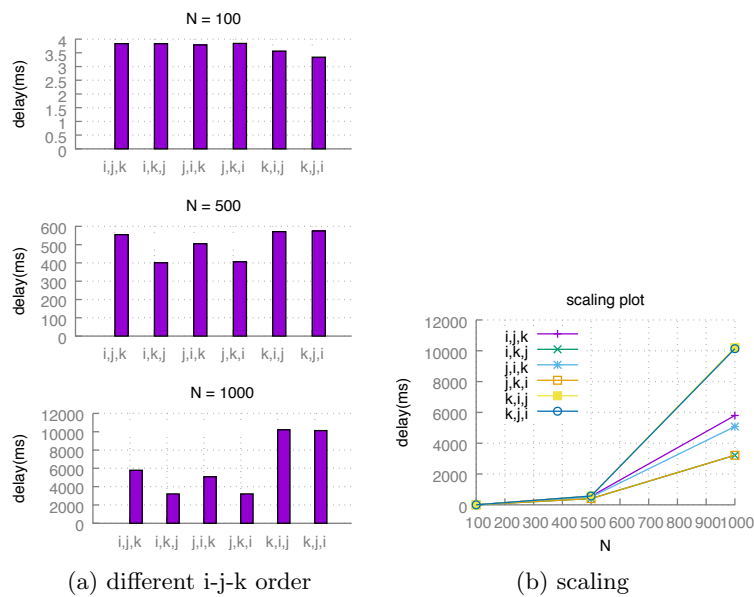 N = 100
delay(ms)
4
3.5
3
2.5
2
1.5
1
0.5
0
i,j,k i,k,j j,i,k j,k,i k,i,j k,j,i
N = 500
delay(ms)
600
500
400
300
200
100
0
i,j,k i,k,j j,i,k j,k,i k,i,j k,j,i
N = 1000
delay(ms)
12000
10000
8000
6000
4000
2000
0
i,j,k i,k,j j,i,k j,k,i k,i,j k,j,i
(a) different i-j-k order
scaling plot
delay(ms)
12000
10000
8000
6000
4000
2000
0
i,j,k
i,k,j
j,i,k
j,k,i
k,i,j
k,j,i
100 200 300 400 500 600 700 800 900 1000
N
(b) scaling